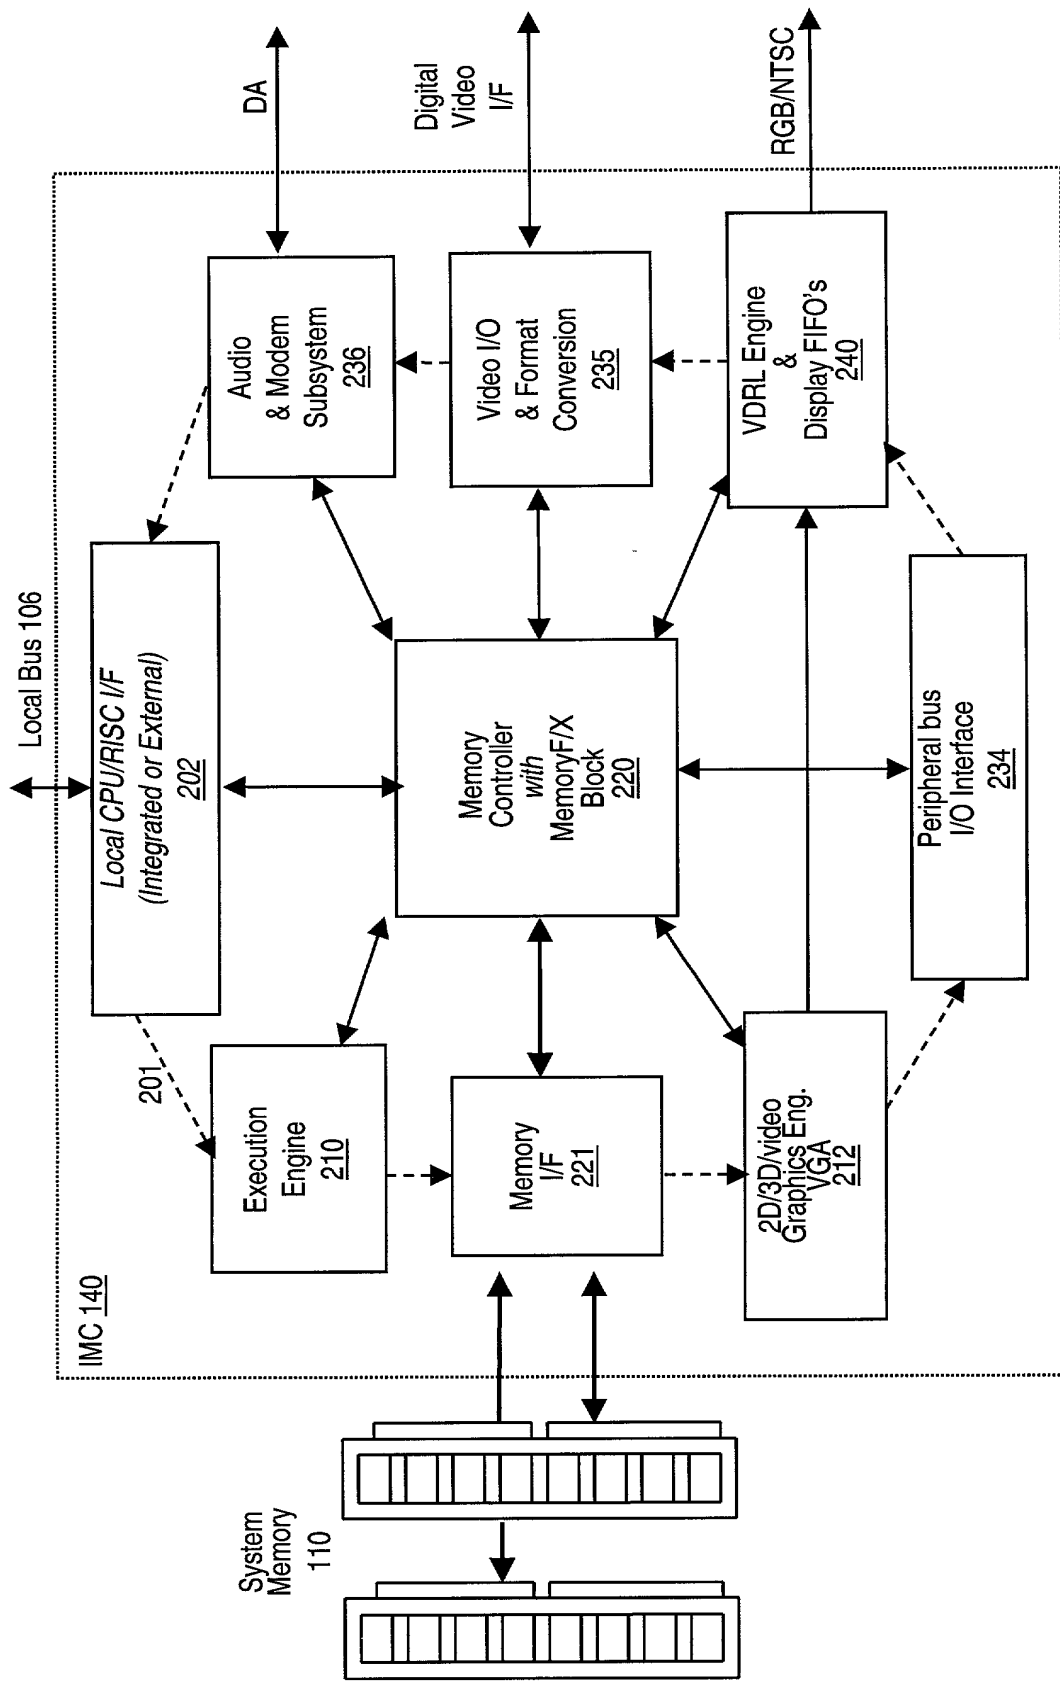 Local Bus 106
IMC 140
Local CPU/RISC I/F
(Integrated or External)
202
201
Execution
Engine
210
Audio
& Modem
Subsystem
236
DA
System
Memory
110
Memory
I/F
221
Memory
Controller
with
MemoryF/X
Block
220
Video I/O
& Format
Conversion
235
Digital
Video
I/F
2D/3D/video
Graphics Eng.
VGA
212
VDRL Engine
&
Display FIFO's
240
RGB/NTSC
Peripheral bus
I/O Interface
234